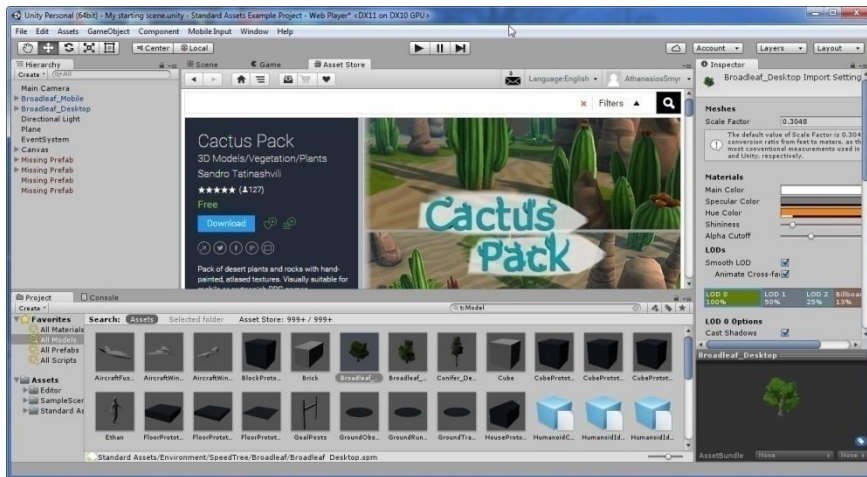 Unity Personal (64bit) - My starting scene.unity - Standard Assets Example Project - Web Player* <DX11 on DX10 GPU>
File Edit Assets GameObject Component Mobile Input Window Help
Center Local Account Layers Layout
Hierarchy
Create All
Main Camera
Broadleaf_Mobile
Broadleaf_Desktop
Directional Light
Plane
EventSystem
Canvas
Missing Prefab
Missing Prefab
Missing Prefab
Missing Prefab
Scene Game Asset Store
Language:English AthanasiosSmyr
Filters
Cactus Pack
3D Models/Vegetation/Plants
Sandro Tatinashvili
(127)
Free
Download
Pack of desert plants and rocks with hand-
painted, atlased textures. Visually suitable for
Cactus
Pack
Inspector
Broadleaf_Desktop Import Setting
Meshes
Scale Factor 0.3048
The default value of Scale Factor is 0.304
conversion ratio from feet to meters, as th
most conventional measurements used in
and Unity, respectively.
Materials
Main Color
Specular Color
Hue Color
Shininess
Alpha Cutoff
LODs
Smooth LOD
Animate Cross-fa
LOD 0 LOD 1 LOD 2 Billboa
100% 50% 25% 13%
LOD 0 Options
Cast Shadows
Broadleaf_Desktop
AssetBundle None None
Project Console
Create t:Model
Favorites
All Materials
All Models
All Prefabs
All Scripts
Assets
Editor
SampleScer
Standard As
Search: Assets Selected folder Asset Store: 999+ / 999+
AircraftFus... AircraftWin... AircraftWin... BlockProto... Brick Broadleaf_... Broadleaf_... Conifer_De... Cube CubePrototo... CubePrototo... CubePrototo...
Ethan FloorPrototo... FloorPrototo... FloorPrototo... GoalPosts GroundObs... GroundRun... GroundTra... HouseProto... HumanoidC... HumanoidId... HumanoidId...
Standard Assets/Environment/SpeedTree/Broadleaf/Broadleaf_Desktop.spm